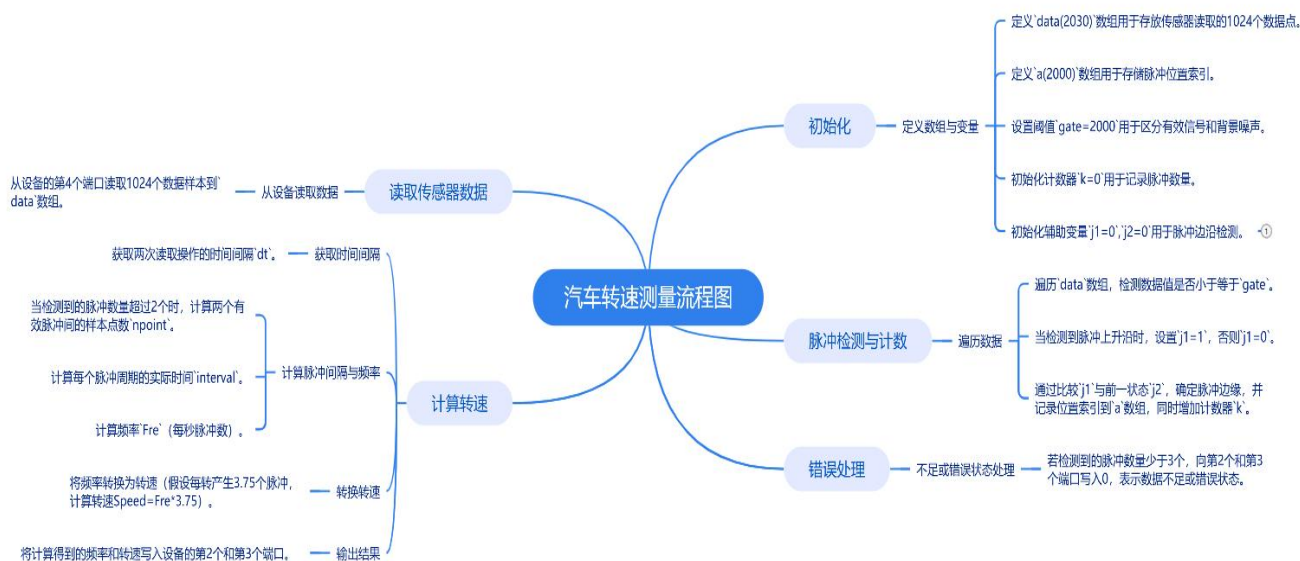 汽车转速测量流程图
初始化
定义数组与变量
定义`data(2030)`数组用于存放传感器读取的1024个数据点。
定义`a(2000)`数组用于存储脉冲位置索引。
设置阈值`gate=2000`用于区分有效信号和背景噪声。
初始化计数器`k=0`用于记录脉冲数量。
初始化辅助变量`j1=0`,`j2=0`用于脉冲边沿检测。
1
读取传感器数据
从设备读取数据
从设备的第4个端口读取1024个数据样本到`
data`数组。
脉冲检测与计数
遍历数据
遍历`data`数组，检测数据值是否小于等于`gate`。
当检测到脉冲上升沿时，设置`j1=1`，否则`j1=0`。
通过比较`j1`与前一状态`j2`，确定脉冲边缘，并
记录位置索引到`a`数组，同时增加计数器`k`。
计算转速
获取时间间隔
获取两次读取操作的时间间隔`dt`。
计算脉冲间隔与频率
当检测到的脉冲数量超过2个时，计算两个有
效脉冲间的样本点数`npoint`。
计算每个脉冲周期的实际时间`interval`。
计算频率`Fre`（每秒脉冲数）。
转换转速
将频率转换为转速（假设每转产生3.75个脉冲，
计算转速Speed=Fre*3.75）。
输出结果
将计算得到的频率和转速写入设备的第2个和第3个端口。
错误处理
不足或错误状态处理
若检测到的脉冲数量少于3个，向第2个和第3
个端口写入0，表示数据不足或错误状态。